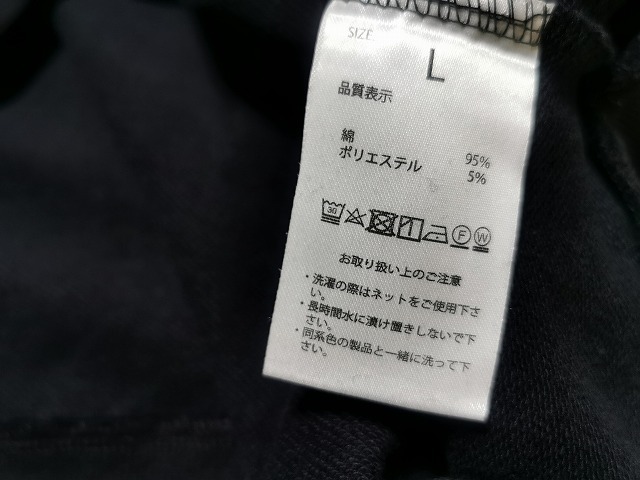 SIZE
L
品質表示
綿 95%
ポリエステル 5%
30
F W
お取り扱い上のご注意
・洗濯の際はネットをご使用下さ
い。
・長時間水に漬け置きしないで下
さい。
・同系色の製品と一緒に洗って下
さい。